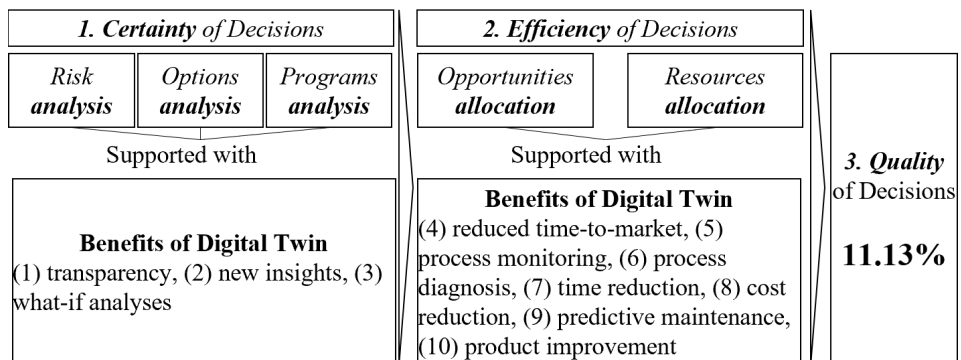 1. Certainty of Decisions
Risk
analysis
Options
analysis
Programs
analysis
Supported with
Benefits of Digital Twin
(1) transparency, (2) new insights, (3)
what-if analyses
2. Efficiency of Decisions
Opportunities
allocation
Resources
allocation
Supported with
Benefits of Digital Twin
(4) reduced time-to-market, (5)
process monitoring, (6) process
diagnosis, (7) time reduction, (8) cost
reduction, (9) predictive maintenance,
(10) product improvement
3. Quality
of Decisions
11.13%